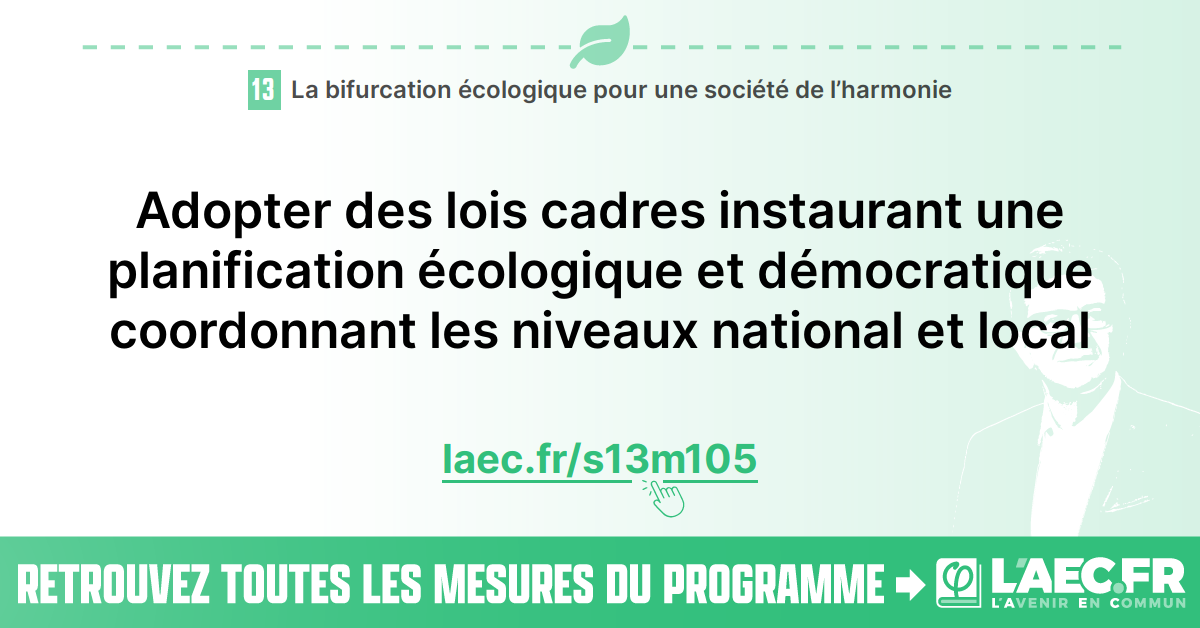 13 La bifurcation écologique pour une société de l’harmonie
Adopter des lois cadres instaurant une
planification écologique et démocratique
coordonnant les niveaux national et local
laec.fr/s13m105
RETROUVEZ TOUTES LES MESURES DU PROGRAMME
L'AEC.FR
L'AVENIR EN COMMUN